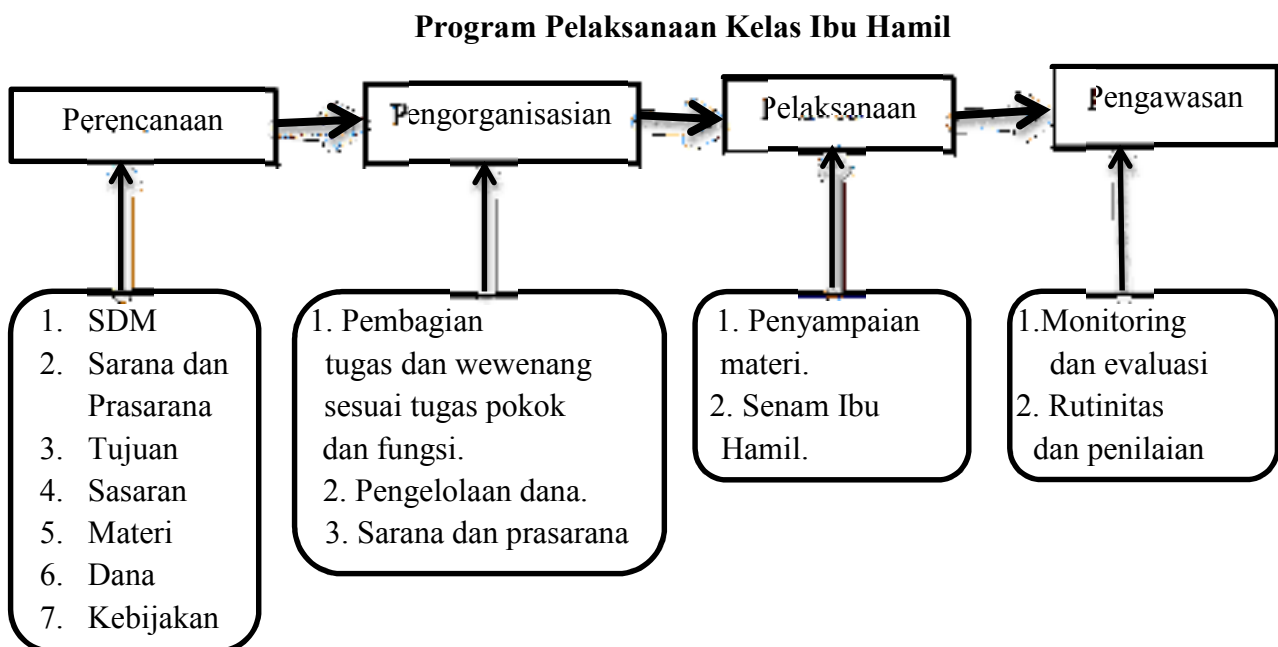 Program Pelaksanaan Kelas Ibu Hamil
Perencanaan
Pengorganisasian
Pelaksanaan
Pengawasan
1. SDM
2. Sarana dan
Prasarana
3. Tujuan
4. Sasaran
5. Materi
6. Dana
7. Kebijakan
1. Pembagian
tugas dan wewenang
sesuai tugas pokok
dan fungsi.
2. Pengelolaan dana.
3. Sarana dan prasarana
1. Penyampaian
materi.
2. Senam Ibu
Hamil.
1.Monitoring
dan evaluasi
2. Rutinitas
dan penilaian